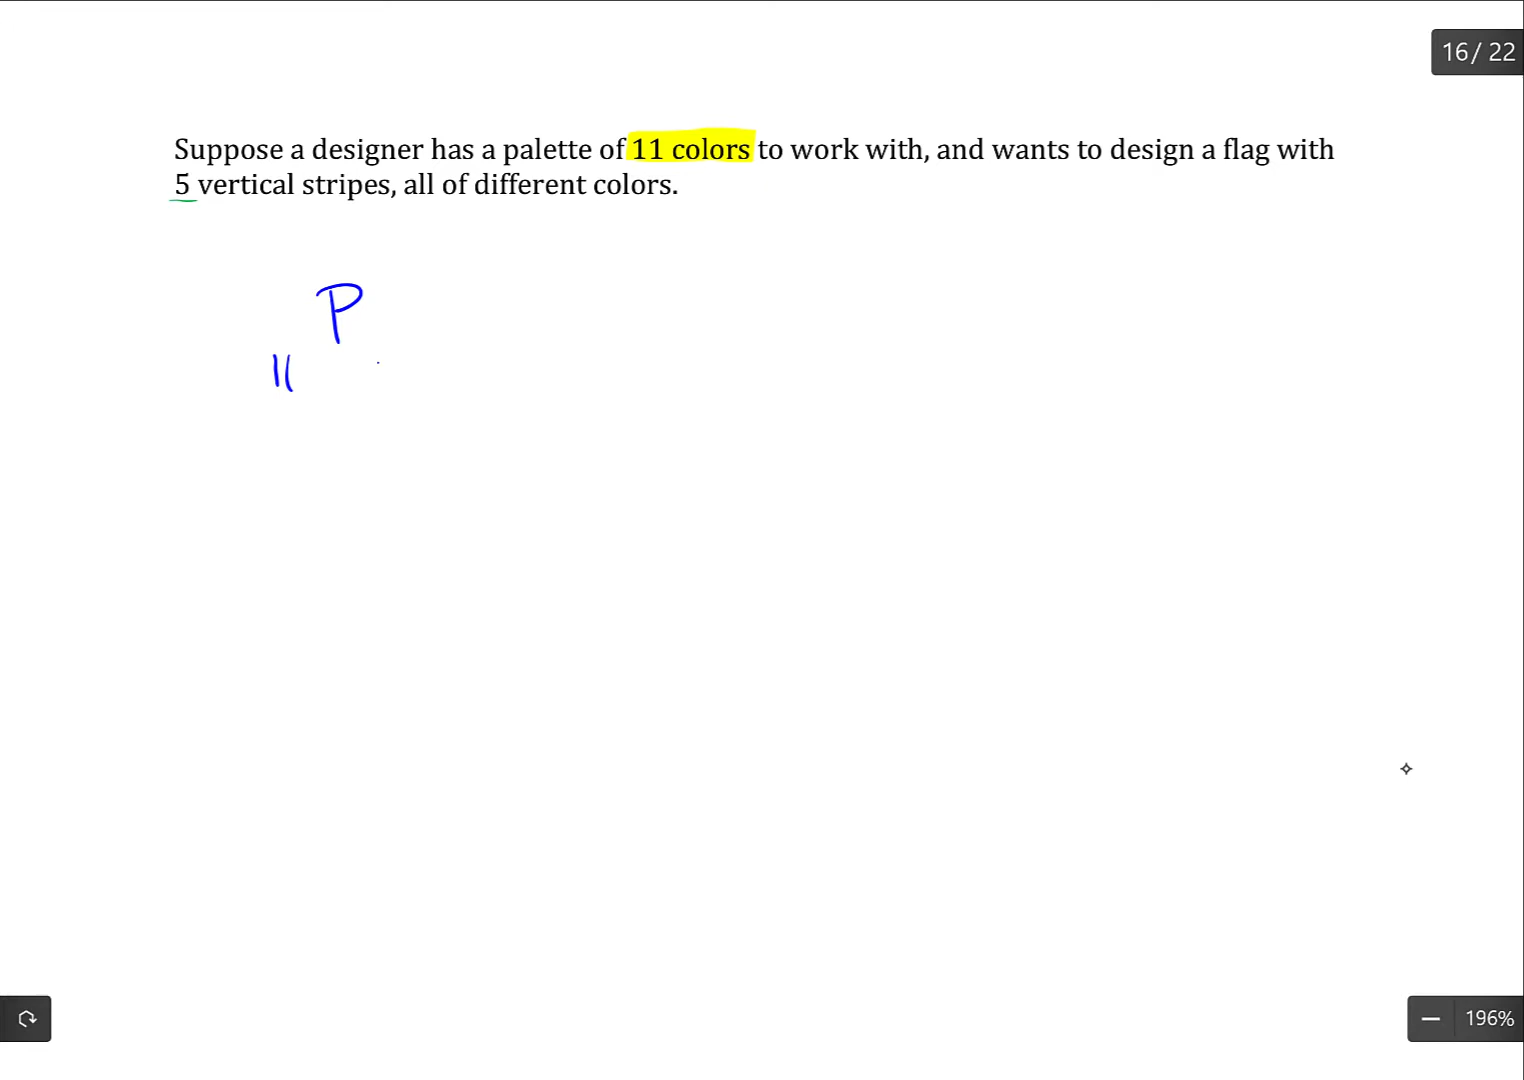 16 / 22
Suppose a designer has a palette of 11 colors to work with, and wants to design a flag with
5 vertical stripes, all of different colors.
P
11
196%